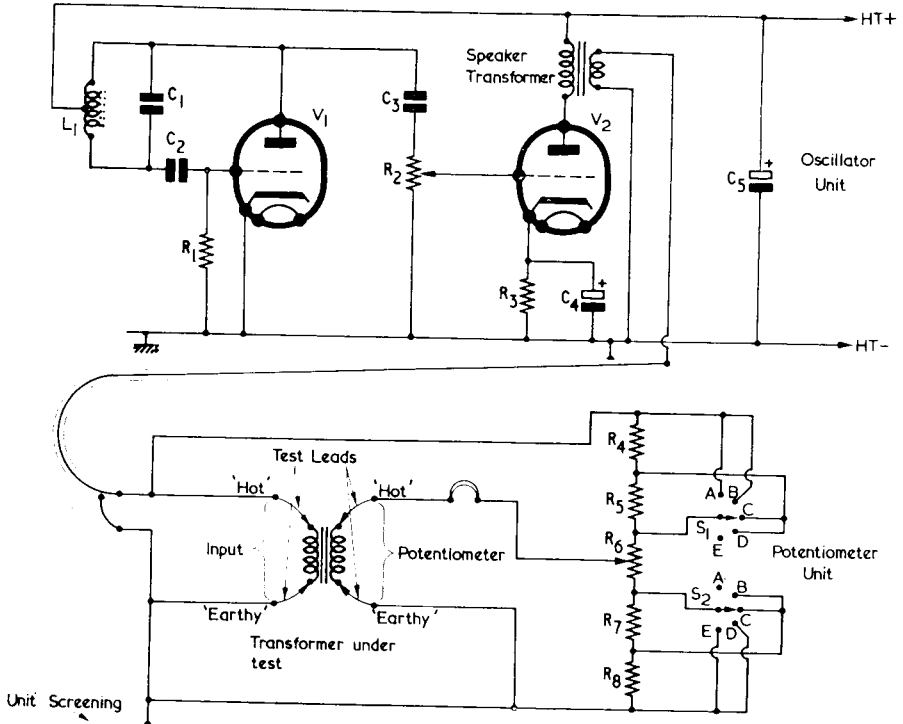 HT+
Speaker
Transformer
L1
C1
C2
V1
C3
R2
V2
C5
+
Oscillator
Unit
R1
R3
C4
+
HT-
R4
Test Leads
'Hot'
'Hot'
A
B
R5
C
S1
D
E
Input
Potentiometer
R6
Potentiometer
Unit
A
B
S2
C
'Earthy'
'Earthy'
R7
E
D
Transformer under
test
R8
Unit Screening